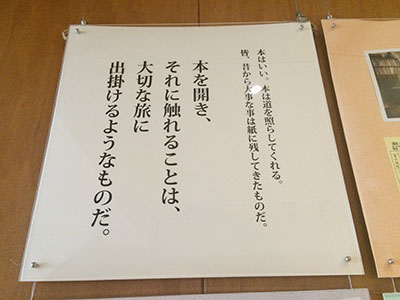 本はいい。本は道を照らしてくれる。
皆、昔から大事な事は紙に残してきたものだ。
本を開き、
それに触れることは、
大切な旅に
出掛けるようなものだ。